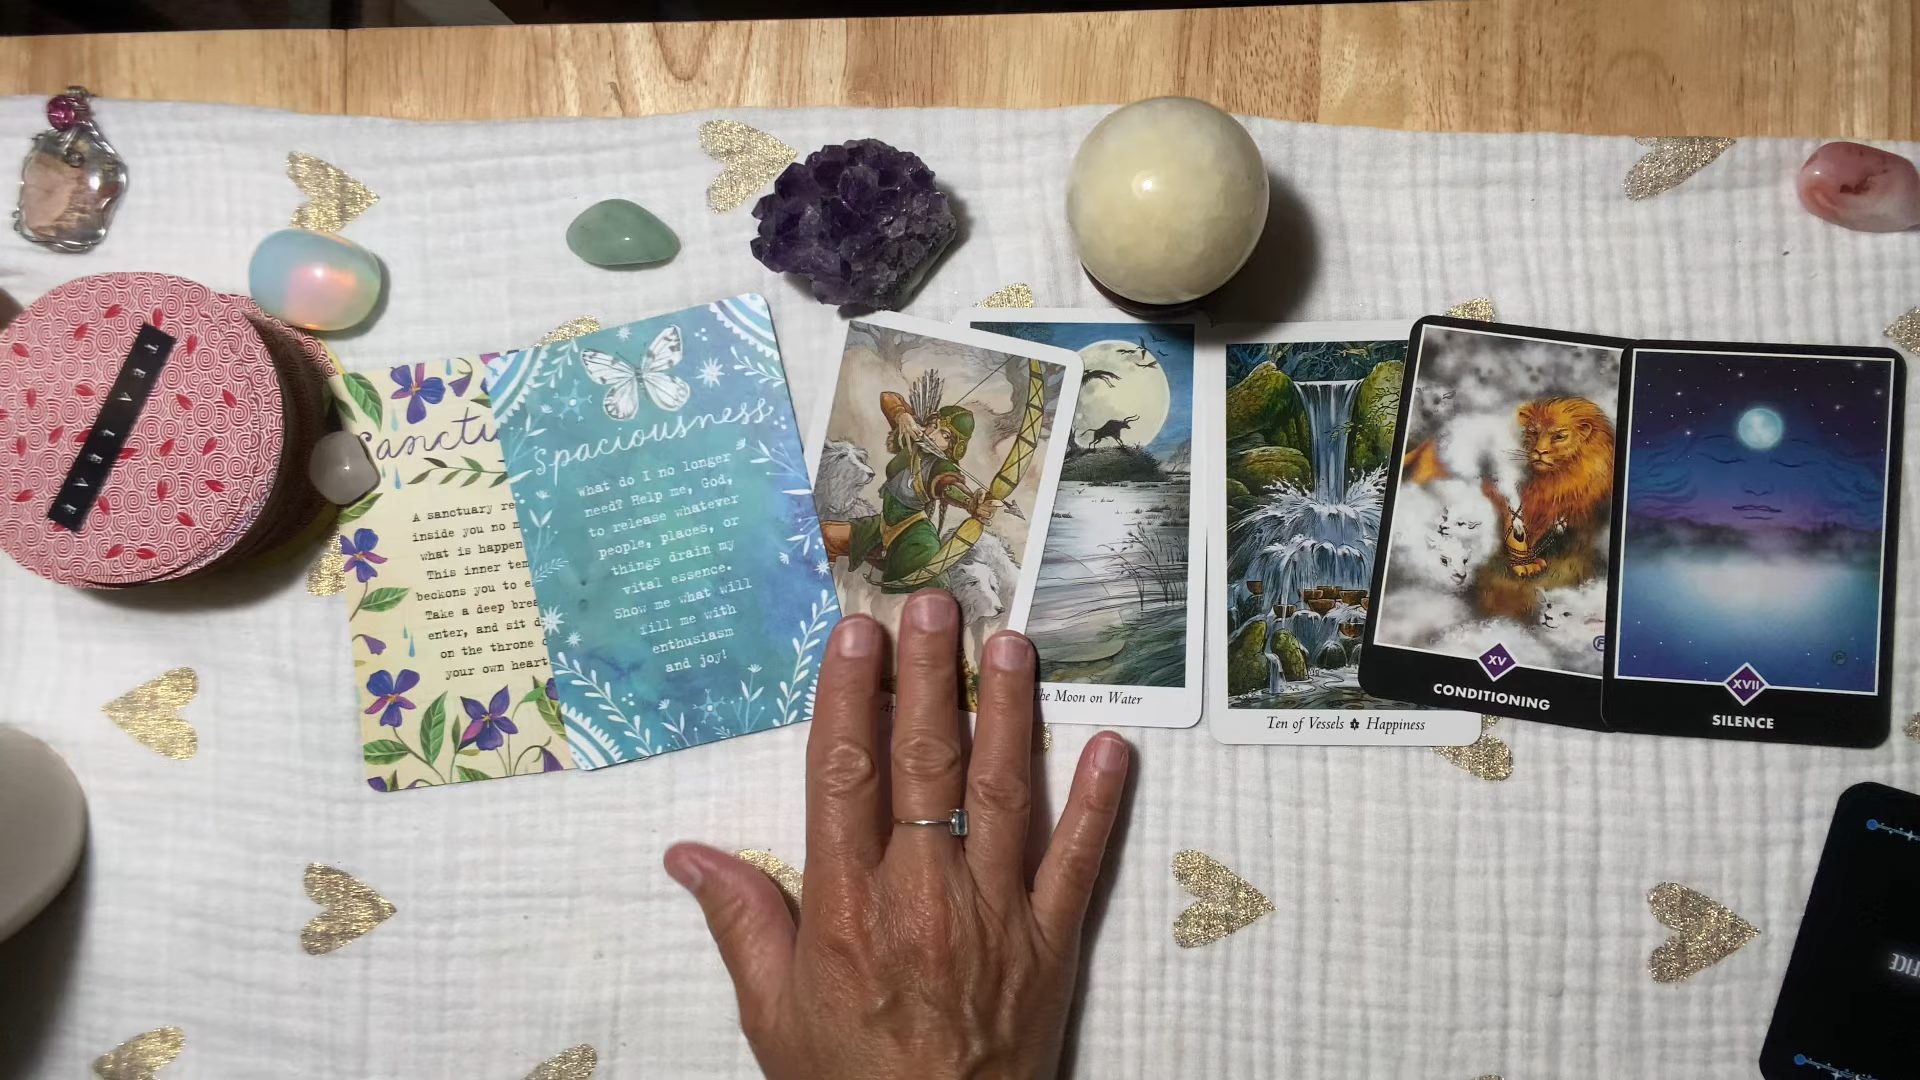 Sanctu
A sanctuary re
inside you no m
what is happen
This inner tem
beckons you to e
Take a deep brea
enter, and sit d
on the throne o
your own heart
Spaciousness
What do I no longer
need? Help me, God,
to release whatever
people, places, or
things drain my
vital essence.
Show me what will
fill me with
enthusiasm
and joy!
Ar
The Moon on Water
Ten of Vessels ✽ Happiness
XV
CONDITIONING
XVII
SILENCE